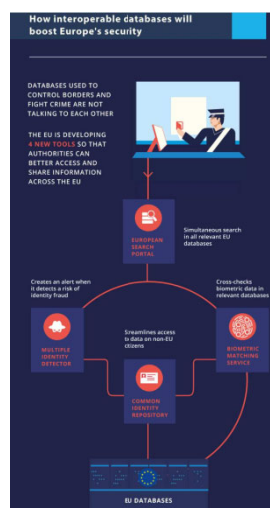 How interoperable databases will
boost Europe's security
DATABASES USED TO
CONTROL BORDERS AND
FIGHT CRIME ARE NOT
TALKING TO EACH OTHER
THE EU IS DEVELOPING
4 NEW TOOLS SO THAT
AUTHORITIES CAN
BETTER ACCESS AND
SHARE INFORMATION
ACROSS THE EU
EUROPEAN
SEARCH
PORTAL
Simultaneous search
in all relevant EU
databases
Creates an alert when
it detects a risk of
identity fraud
Cross-checks
biometric data in
relevant databases
MULTIPLE
IDENTITY
DETECTOR
Streamlines access
to data on non-EU
citizens
BIOMETRIC
MATCHING
SERVICE
COMMON
IDENTITY
REPOSITORY
EU DATABASES